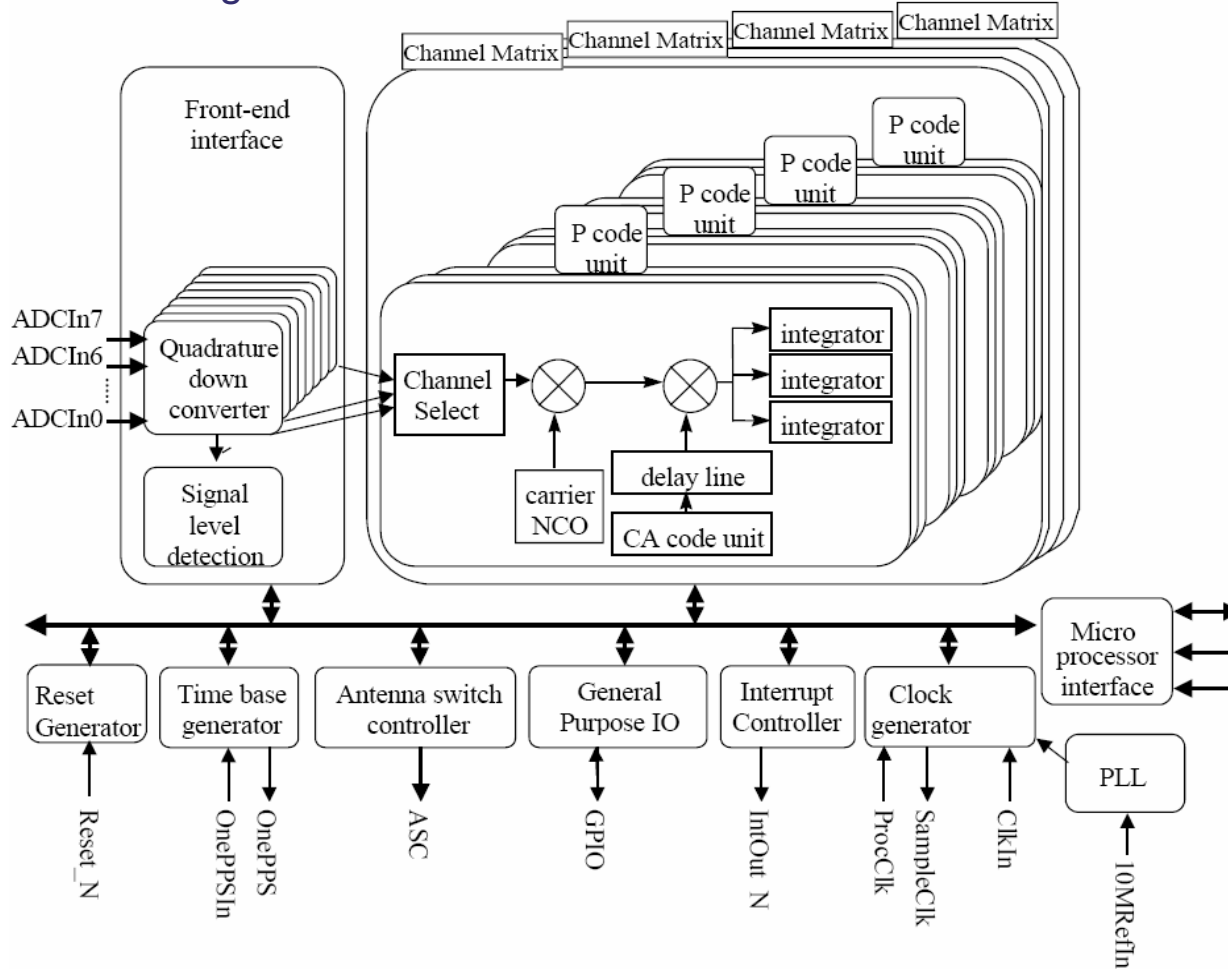 Channel Matrix
Channel Matrix
Channel Matrix
Channel Matrix
Front-end
interface
P code
unit
P code
unit
P code
unit
P code
unit
ADCIn7
ADCIn6
ADCIn0
Quadrature
down
converter
Signal
level
detection
Channel
Select
carrier
NCO
delay line
CA code unit
integrator
integrator
integrator
Micro
processor
interface
Reset
Generator
Time base
generator
Antenna switch
controller
General
Purpose IO
Interrupt
Controller
Clock
generator
PLL
Reset_N
OnePPSIn
OnePPS
ASC
GPIO
IntOut_N
ProcClk
SampleClk
ClkIn
10MRefIn